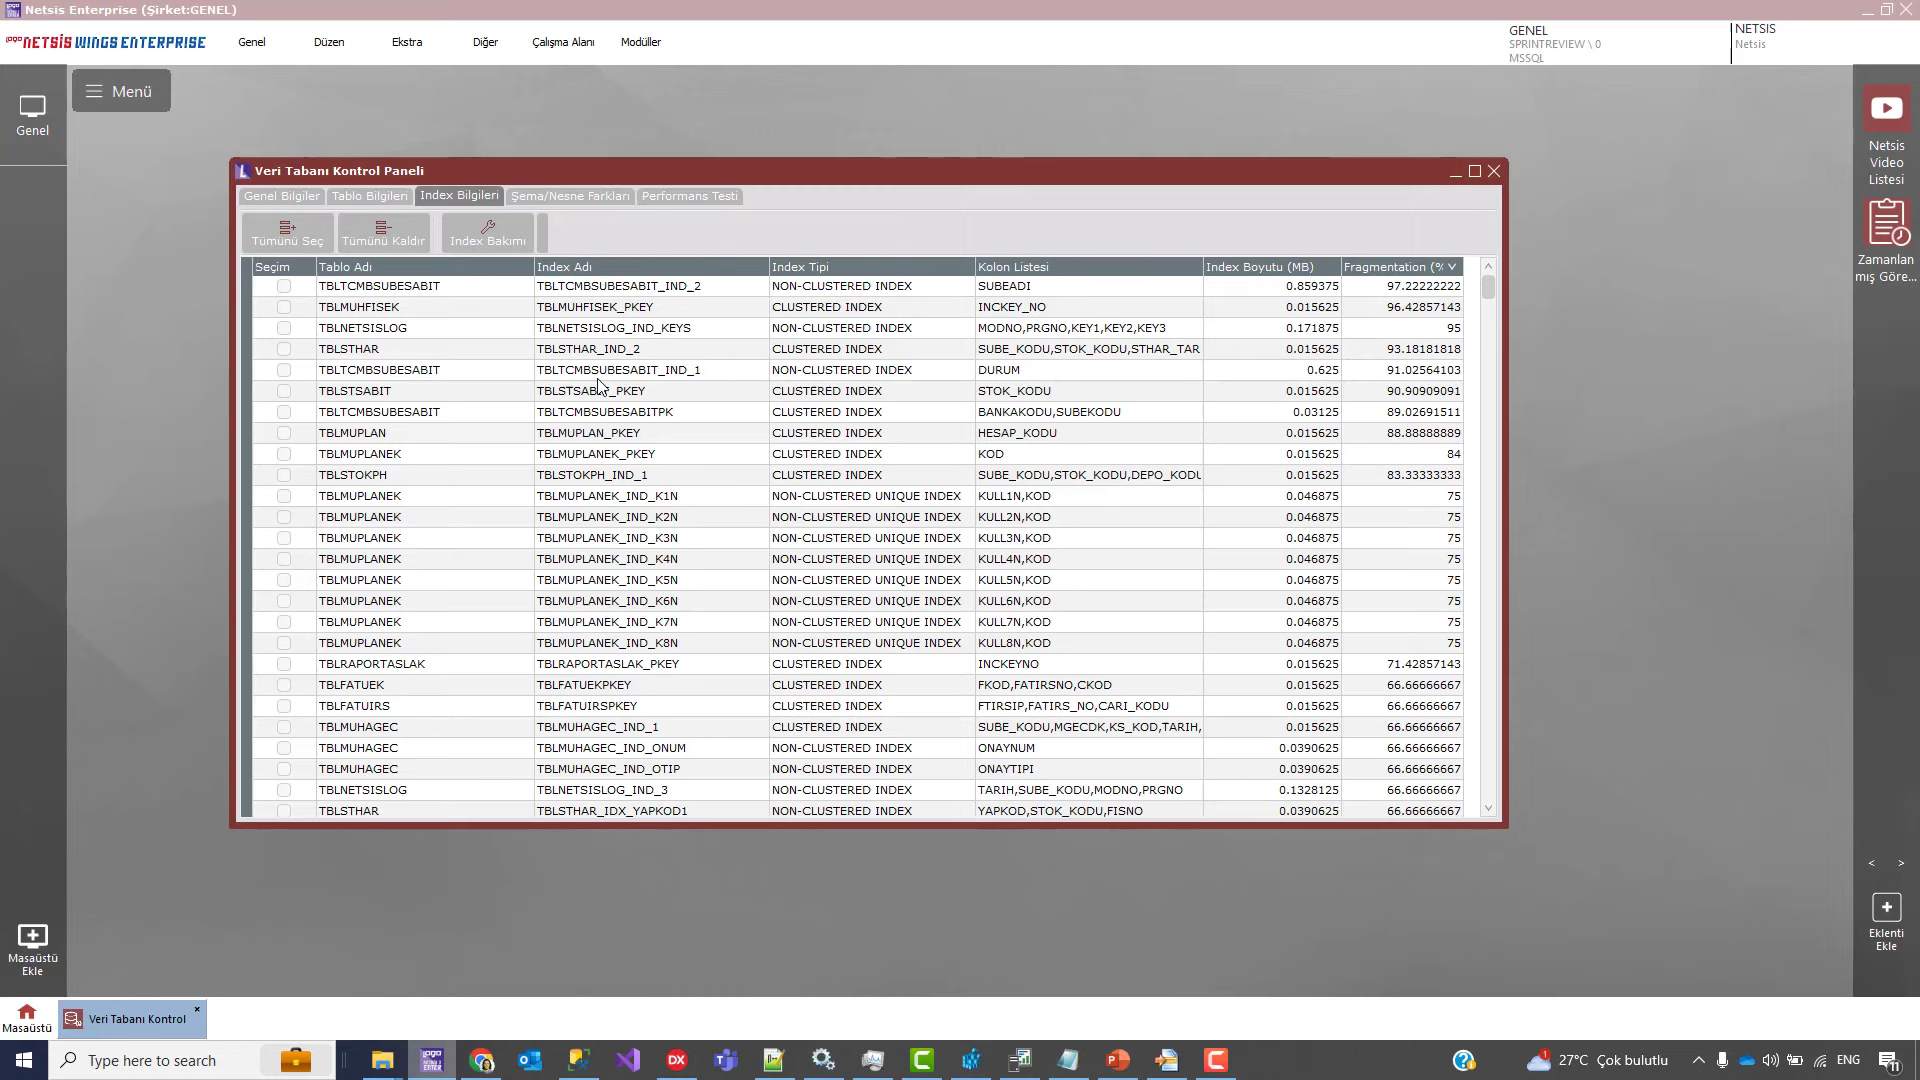 Netsis Enterprise (Şirket:GENEL)
LOGO NETSİS WINGS ENTERPRISE
Genel Düzen Ekstra Diğer Çalışma Alanı Modüller
GENEL
SPRINTREVIEW \ 0
MSSQL
NETSIS
Netsis
Genel
Menü
Netsis
Video
Listesi
Zamanlan
mış Göre...
Veri Tabanı Kontrol Paneli
Genel Bilgiler Tablo Bilgileri Index Bilgileri Şema/Nesne Farkları Performans Testi
Tümünü Seç Tümünü Kaldır Index Bakımı
Seçim Tablo Adı Index Adı Index Tipi Kolon Listesi Index Boyutu (MB) Fragmentation (%
TBLTCMBSUBESABIT TBLTCMBSUBESABIT_IND_2 NON-CLUSTERED INDEX SUBEADI 0.859375 97.22222222
TBLMUHFISEK TBLMUHFISEK_PKEY CLUSTERED INDEX INCKEY_NO 0.015625 96.42857143
TBLNETSISLOG TBLNETSISLOG_IND_KEYS NON-CLUSTERED INDEX MODNO,PRGNO,KEY1,KEY2,KEY3 0.171875 95
TBLSTHAR TBLSTHAR_IND_2 CLUSTERED INDEX SUBE_KODU,STOK_KODU,STHAR_TAR 0.015625 93.18181818
TBLTCMBSUBESABIT TBLTCMBSUBESABIT_IND_1 NON-CLUSTERED INDEX DURUM 0.625 91.02564103
TBLSTSABIT TBLSTSABIT_PKEY CLUSTERED INDEX STOK_KODU 0.015625 90.90909091
TBLTCMBSUBESABIT TBLTCMBSUBESABITPK CLUSTERED INDEX BANKAKODU,SUBEKODU 0.03125 89.02691511
TBLMUPLAN TBLMUPLAN_PKEY CLUSTERED INDEX HESAP_KODU 0.015625 88.88888889
TBLMUPLANEK TBLMUPLANEK_PKEY CLUSTERED INDEX KOD 0.015625 84
TBLSTOKPH TBLSTOKPH_IND_1 CLUSTERED INDEX SUBE_KODU,STOK_KODU,DEPO_KODU 0.015625 83.33333333
TBLMUPLANEK TBLMUPLANEK_IND_K1N NON-CLUSTERED UNIQUE INDEX KULL1N,KOD 0.046875 75
TBLMUPLANEK TBLMUPLANEK_IND_K2N NON-CLUSTERED UNIQUE INDEX KULL2N,KOD 0.046875 75
TBLMUPLANEK TBLMUPLANEK_IND_K3N NON-CLUSTERED UNIQUE INDEX KULL3N,KOD 0.046875 75
TBLMUPLANEK TBLMUPLANEK_IND_K4N NON-CLUSTERED UNIQUE INDEX KULL4N,KOD 0.046875 75
TBLMUPLANEK TBLMUPLANEK_IND_K5N NON-CLUSTERED UNIQUE INDEX KULL5N,KOD 0.046875 75
TBLMUPLANEK TBLMUPLANEK_IND_K6N NON-CLUSTERED UNIQUE INDEX KULL6N,KOD 0.046875 75
TBLMUPLANEK TBLMUPLANEK_IND_K7N NON-CLUSTERED UNIQUE INDEX KULL7N,KOD 0.046875 75
TBLMUPLANEK TBLMUPLANEK_IND_K8N NON-CLUSTERED UNIQUE INDEX KULL8N,KOD 0.046875 75
TBLRAPORTASLAK TBLRAPORTASLAK_PKEY CLUSTERED INDEX INCKEYNO 0.015625 71.42857143
TBLFATUEK TBLFATUEKPKEY CLUSTERED INDEX FKOD,FATIRSNO,CKOD 0.015625 66.66666667
TBLFATUIRS TBLFATUIRSPKEY CLUSTERED INDEX FTIRSIP,FATIRS_NO,CARI_KODU 0.015625 66.66666667
TBLMUHAGEC TBLMUHAGEC_IND_1 CLUSTERED INDEX SUBE_KODU,MGECDK,KS_KOD,TARIH, 0.015625 66.66666667
TBLMUHAGEC TBLMUHAGEC_IND_ONUM NON-CLUSTERED INDEX ONAYNUM 0.0390625 66.66666667
TBLMUHAGEC TBLMUHAGEC_IND_OTIP NON-CLUSTERED INDEX ONAYTIPI 0.0390625 66.66666667
TBLNETSISLOG TBLNETSISLOG_IND_3 NON-CLUSTERED INDEX TARIH,SUBE_KODU,MODNO,PRGNO 0.1328125 66.66666667
TBLSTHAR TBLSTHAR_IDX_YAPKOD1 NON-CLUSTERED INDEX YAPKOD,STOK_KODU,FISNO 0.0390625 66.66666667
< >
Eklenti
Ekle
Masaüstü
Ekle
Masaüstü
Veri Tabanı Kontrol
Type here to search
27°C Çok bulutlu
ENG
11